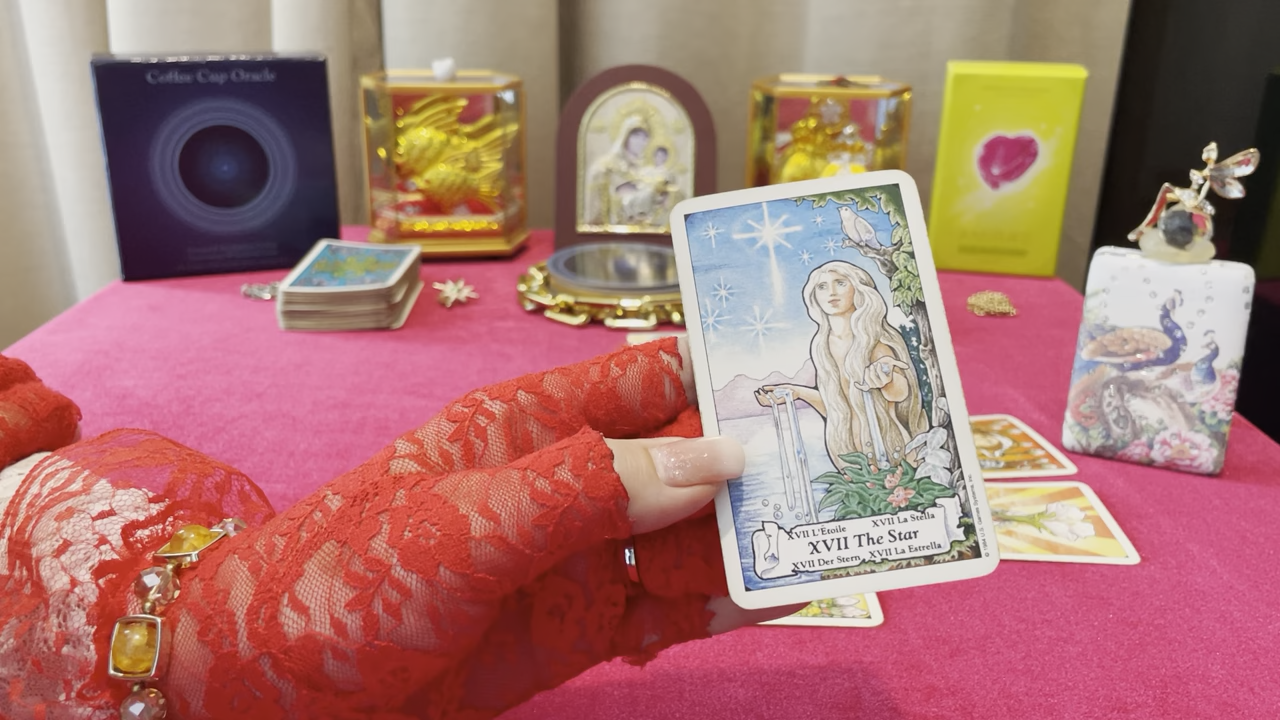 Coffee Cup Oracle
XVII L'Étoile XVII La Stella
XVII The Star
XVII Der Stern XVII La Estrella